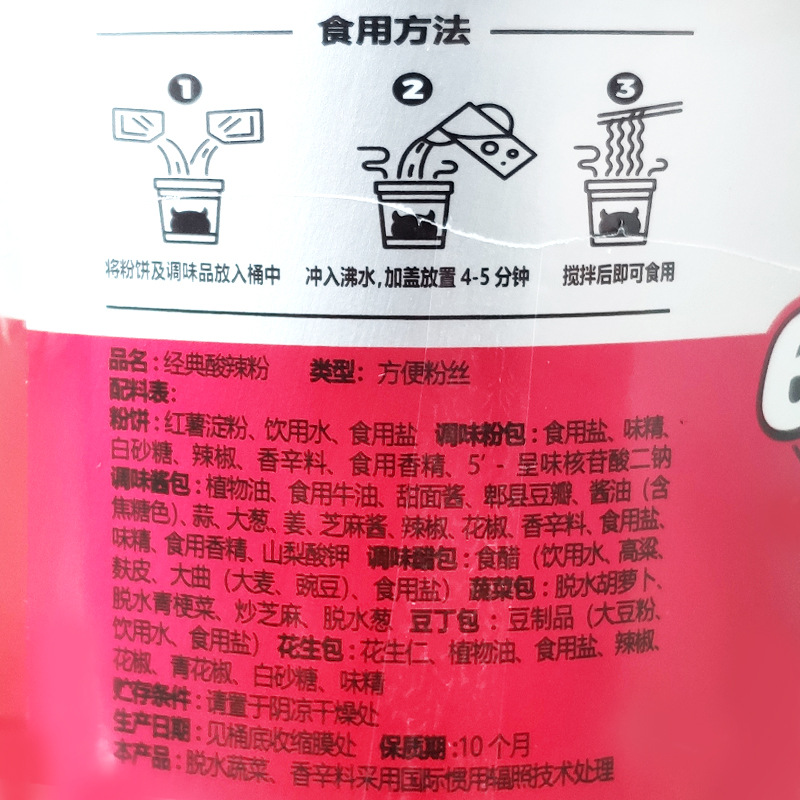 食用方法
1
2
3
将粉饼及调味品放入桶中
冲入沸水,加盖放置 4-5 分钟
搅拌后即可食用
品名:经典酸辣粉 类型:方便粉丝
配料表:
粉饼:红薯淀粉、饮用水、食用盐 调味粉包:食用盐、味精、
白砂糖、辣椒、香辛料、食用香精、5′-呈味核苷酸二钠
调味酱包:植物油、食用牛油、甜面酱、郫县豆瓣、酱油(含
焦糖色)、蒜、大葱、姜、芝麻酱、辣椒、花椒、香辛料、食用盐、
味精、食用香精、山梨酸钾 调味醋包:食醋(饮用水、高粱、
麸皮、大曲(大麦、豌豆)、食用盐)蔬菜包:脱水胡萝卜、
脱水青梗菜、炒芝麻、脱水葱 豆丁包:豆制品(大豆粉、
饮用水、食用盐)花生包:花生仁、植物油、食用盐、辣椒、
花椒、青花椒、白砂糖、味精
贮存条件:请置于阴凉干燥处
生产日期:见桶底收缩膜处 保质期:10个月
本产品:脱水蔬菜、香辛料采用国际惯用辐照技术处理